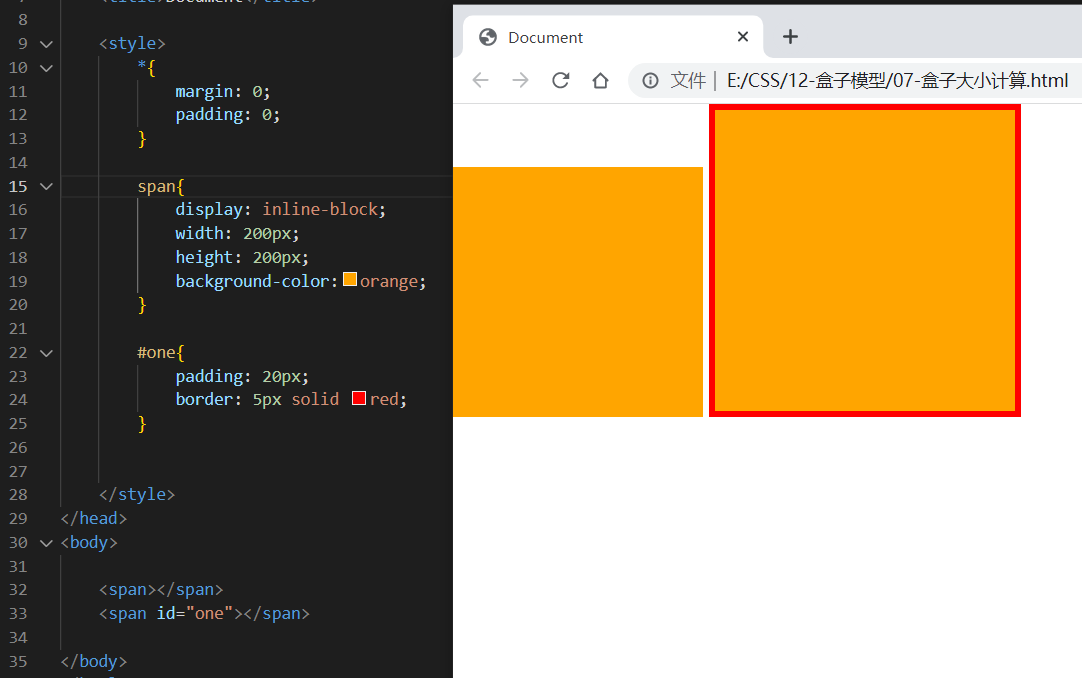 8
9 <style>
10 *{
11 margin: 0;
12 padding: 0;
13 }
14
15 span{
16 display: inline-block;
17 width: 200px;
18 height: 200px;
19 background-color: orange;
20 }
21
22 #one{
23 padding: 20px;
24 border: 5px solid red;
25 }
26
27
28 </style>
29 </head>
30 <body>
31
32 <span></span>
33 <span id="one"></span>
34
35 </body>
Document
文件 | E:/CSS/12-盒子模型/07-盒子大小计算.html